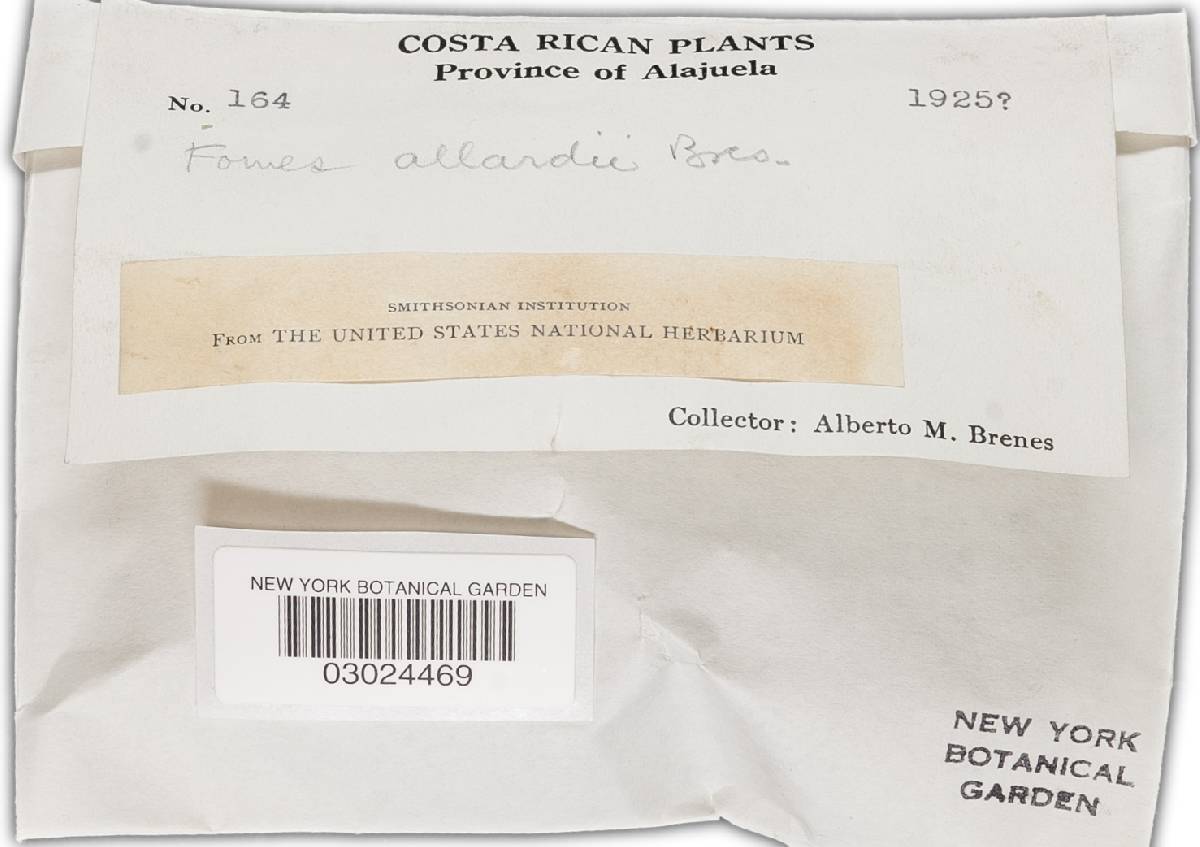 COSTA RICAN PLANTS
Province of Alajuela
No. 164 1925?
Fomes allardii Bres.
SMITHSONIAN INSTITUTION
FROM THE UNITED STATES NATIONAL HERBARIUM
Collector: Alberto M. Brenes
NEW YORK BOTANICAL GARDEN
03024469
NEW YORK
BOTANICAL
GARDEN